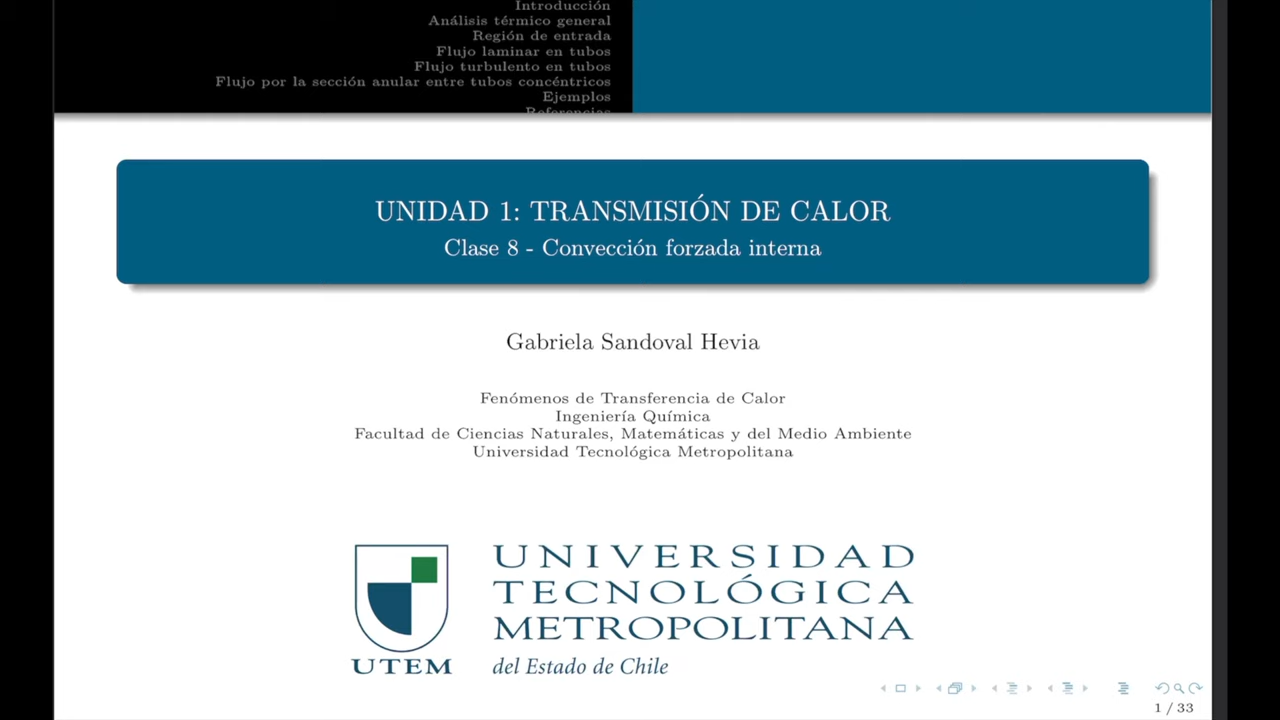 Introducción
Análisis térmico general
Región de entrada
Flujo laminar en tubos
Flujo turbulento en tubos
Flujo por la sección anular entre tubos concéntricos
Ejemplos
Referencias
UNIDAD 1: TRANSMISIÓN DE CALOR
Clase 8 - Convección forzada interna
Gabriela Sandoval Hevia
Fenómenos de Transferencia de Calor
Ingeniería Química
Facultad de Ciencias Naturales, Matemáticas y del Medio Ambiente
Universidad Tecnológica Metropolitana
UTEM
UNIVERSIDAD
TECNOLÓGICA
METROPOLITANA
del Estado de Chile
1 / 33